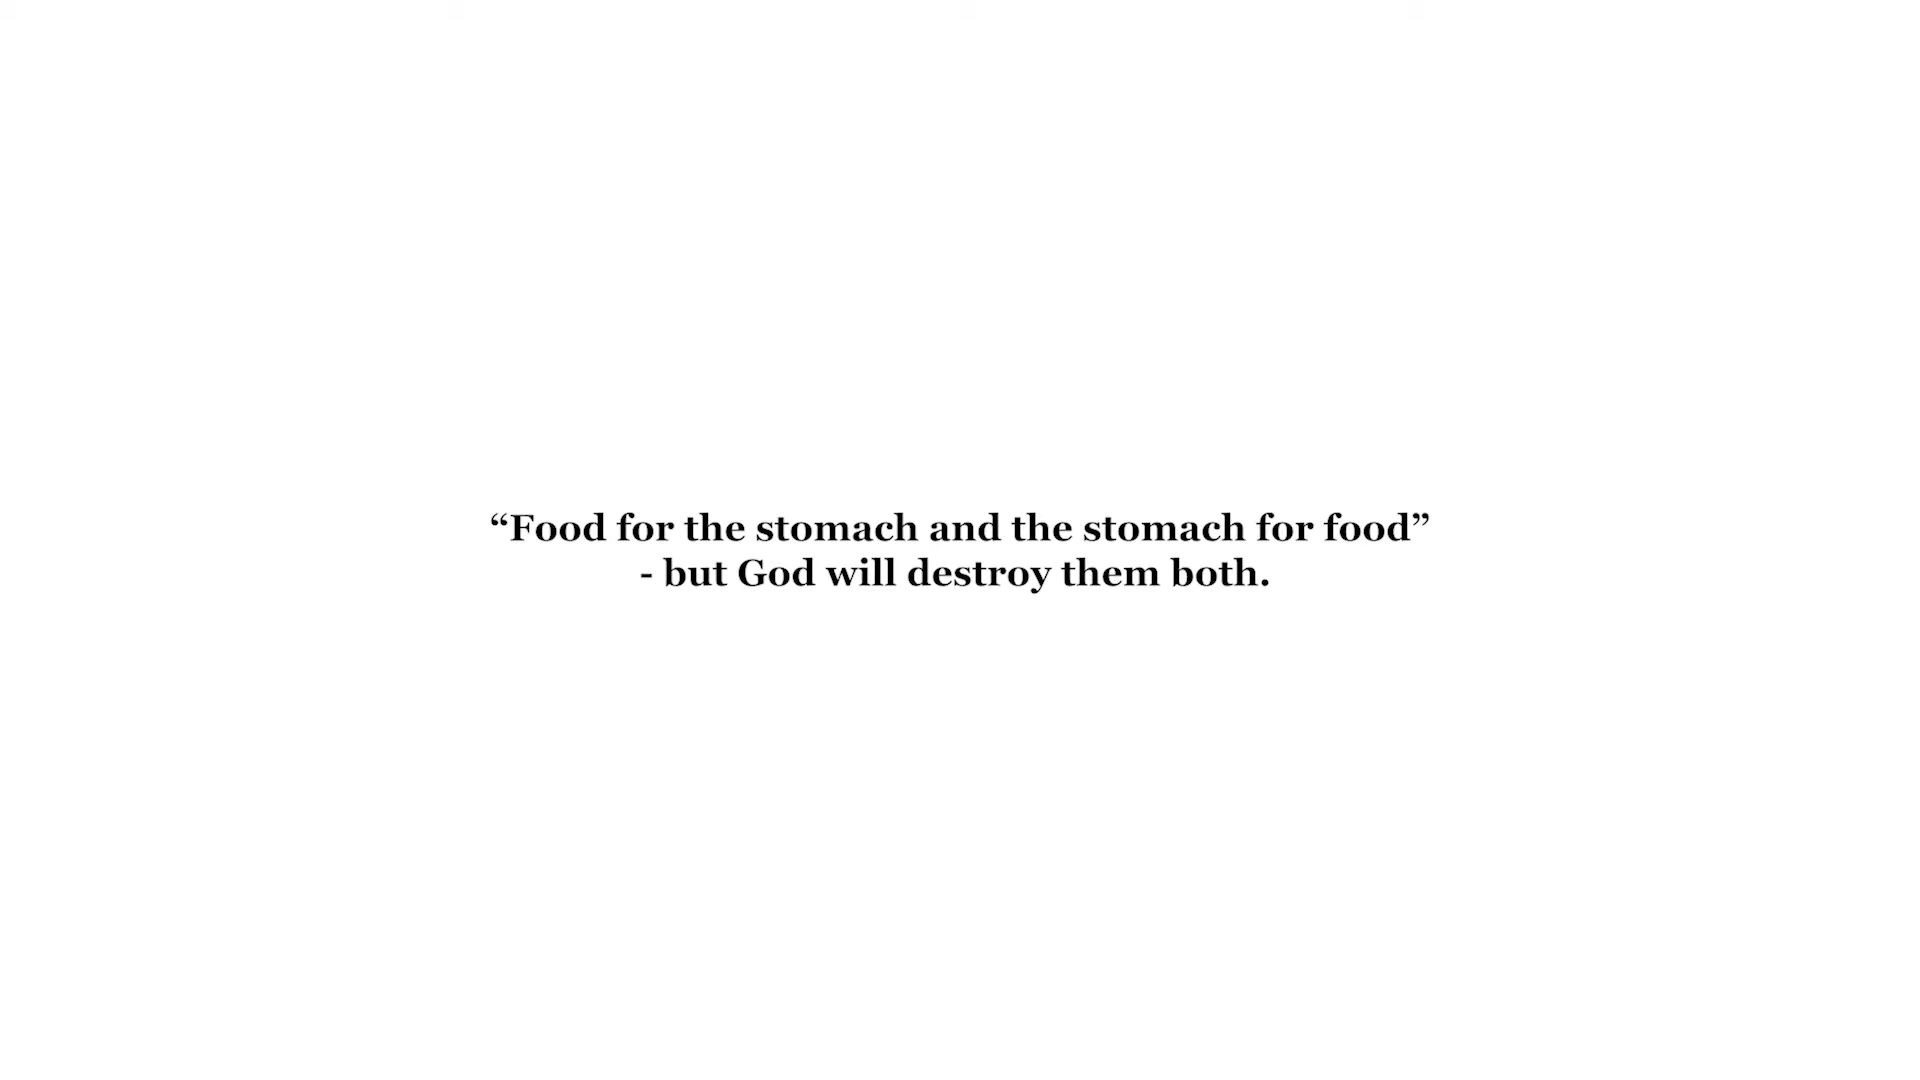 “Food for the stomach and the stomach for food”
- but God will destroy them both.